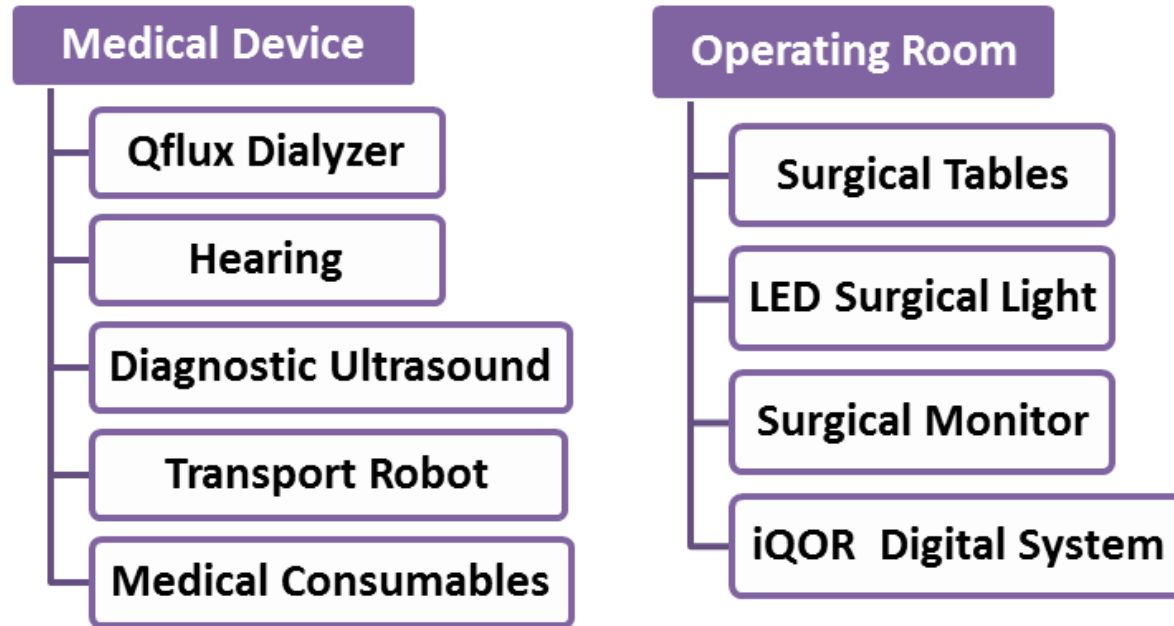 Medical Device
Qflux Dialyzer
Hearing
Diagnostic Ultrasound
Transport Robot
Medical Consumables
Operating Room
Surgical Tables
LED Surgical Light
Surgical Monitor
iQOR  Digital System